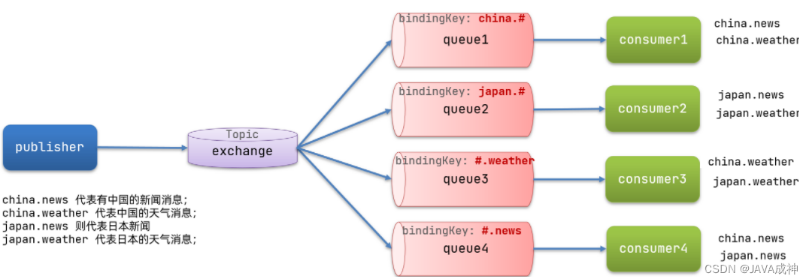 bindingKey: china.#
queue1
consumer1
china.news
china.weather
bindingKey: japan.#
queue2
consumer2
japan.news
japan.weather
publisher
Topic
exchange
bindingKey: #.weather
queue3
consumer3
china.weather
japan.weather
china.news 代表有中国的新闻消息;
china.weather 代表中国的天气消息;
japan.news 则代表日本新闻
japan.weather 代表日本的天气消息;
bindingKey: #.news
queue4
consumer4
china.news
japan.news
CSDN @JAVA成神